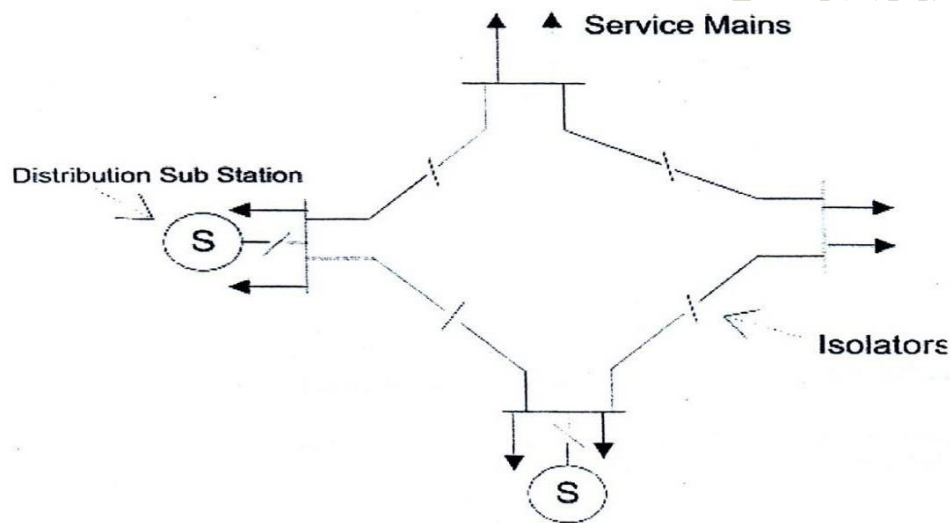 Service Mains
Distribution Sub Station
S
Isolators
S